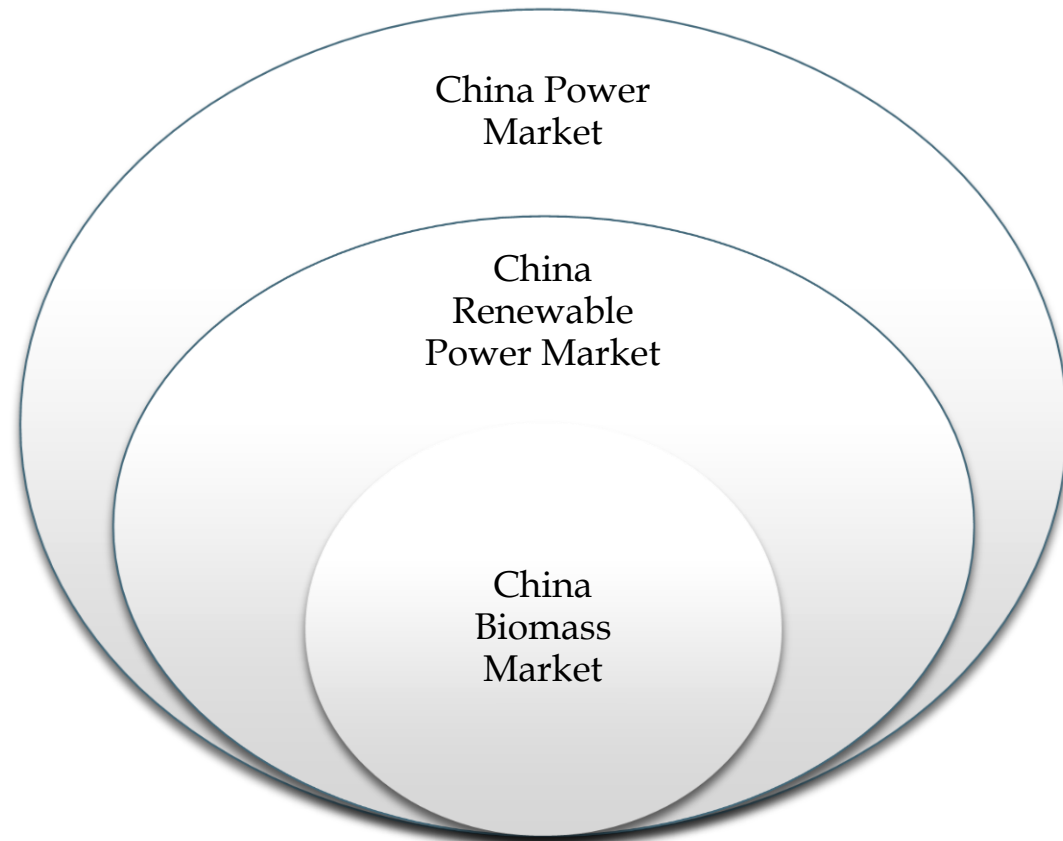 China Power
Market
China
Renewable
Power Market
China
Biomass
Market